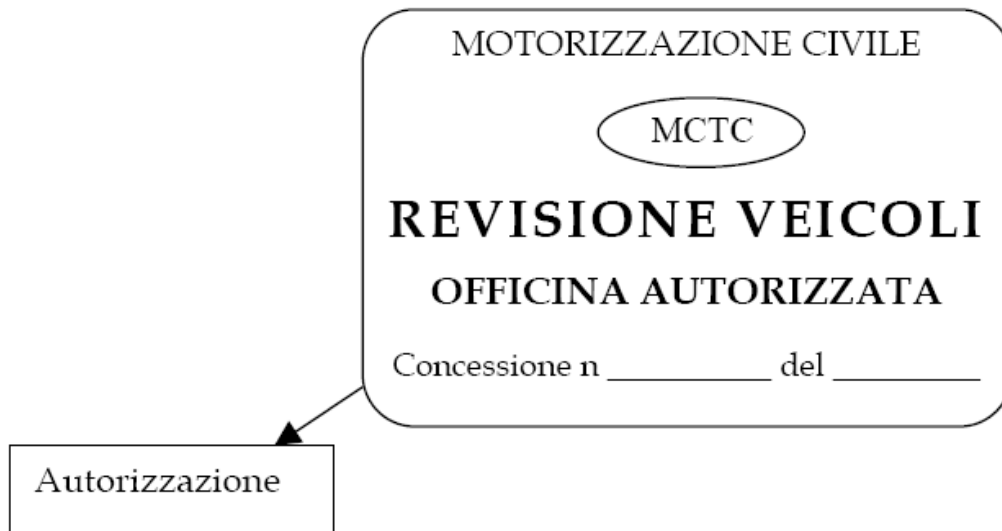 MOTORIZZAZIONE CIVILE
MCTC
REVISIONE VEICOLI
OFFICINA AUTORIZZATA
Concessione n __________ del _________
Autorizzazione